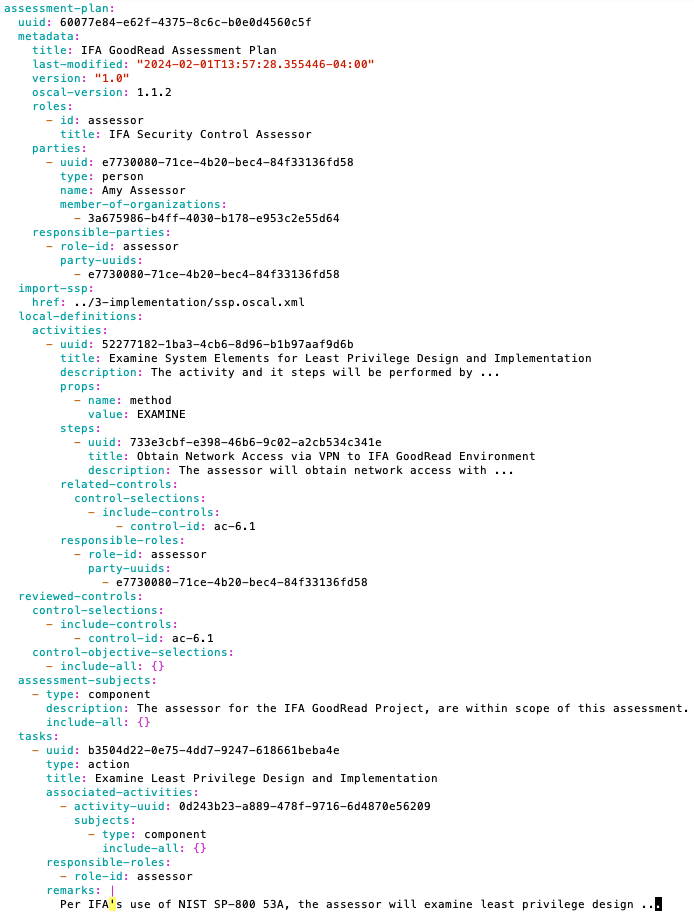 assessment-plan:
  uuid: 60077e84-e62f-4375-8c6c-b0e0d4560c5f
  metadata:
    title: IFA GoodRead Assessment Plan
    last-modified: "2024-02-01T13:57:28.355446-04:00"
    version: "1.0"
    oscal-version: 1.1.2
    roles:
      - id: assessor
        title: IFA Security Control Assessor
    parties:
      - uuid: e7730080-71ce-4b20-bec4-84f33136fd58
        type: person
        name: Amy Assessor
        member-of-organizations:
          - 3a675986-b4ff-4030-b178-e953c2e55d64
    responsible-parties:
      - role-id: assessor
        party-uuids:
          - e7730080-71ce-4b20-bec4-84f33136fd58
  import-ssp:
    href: ../3-implementation/ssp.oscal.xml
  local-definitions:
    activities:
      - uuid: 52277182-1ba3-4cb6-8d96-b1b97aaf9d6b
        title: Examine System Elements for Least Privilege Design and Implementation
        description: The activity and it steps will be performed by ...
        props:
          - name: method
            value: EXAMINE
        steps:
          - uuid: 733e3cbf-e398-46b6-9c02-a2cb534c341e
            title: Obtain Network Access via VPN to IFA GoodRead Environment
            description: The assessor will obtain network access with ...
        related-controls:
          control-selections:
            - include-controls:
                - control-id: ac-6.1
        responsible-roles:
          - role-id: assessor
            party-uuids:
              - e7730080-71ce-4b20-bec4-84f33136fd58
  reviewed-controls:
    control-selections:
      - include-controls:
          - control-id: ac-6.1
    control-objective-selections:
      - include-all: {}
  assessment-subjects:
    - type: component
      description: The assessor for the IFA GoodRead Project, are within scope of this assessment.
      include-all: {}
  tasks:
    - uuid: b3504d22-0e75-4dd7-9247-618661beba4e
      type: action
      title: Examine Least Privilege Design and Implementation
      associated-activities:
        - activity-uuid: 0d243b23-a889-478f-9716-6d4870e56209
          subjects:
            - type: component
              include-all: {}
      responsible-roles:
        - role-id: assessor
      remarks: |
        Per IFA's use of NIST SP-800 53A, the assessor will examine least privilege design ...